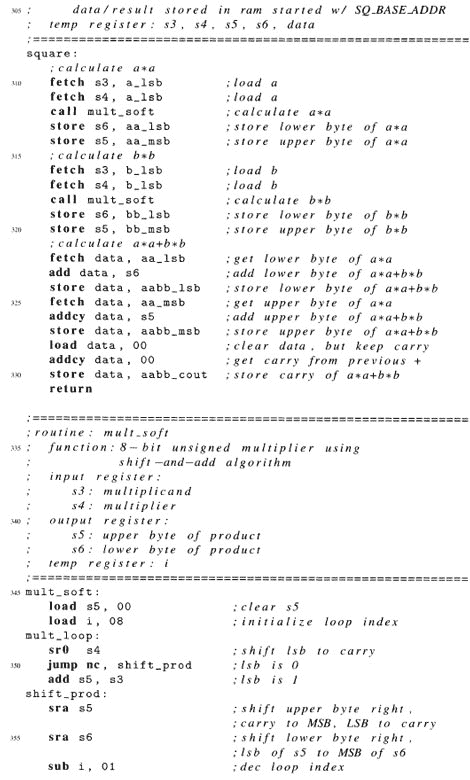 305 ;      data/result stored in ram started w/ SQ_BASE_ADDR
;   temp register: s3, s4, s5, s6, data
;=====================================================
square:
   ;calculate a*a
310    fetch s3, a_lsb         ;load a
   fetch s4, a_lsb         ;load a
   call mult_soft          ;calculate a*a
   store s6, aa_lsb        ;store lower byte of a*a
   store s5, aa_msb        ;store upper byte of a*a
315    ;calculate b*b
   fetch s3, b_lsb         ;load b
   fetch s4, b_lsb         ;load b
   call mult_soft          ;calculate b*b
   store s6, bb_lsb        ;store lower byte of b*b
320    store s5, bb_msb        ;store upper byte of b*b
   ;calculate a*a+b*b
   fetch data, aa_lsb      ;get lower byte of a*a
   add data, s6            ;add lower byte of a*a+b*b
   store data, aabb_lsb    ;store lower byte of a*a+b*b
325    fetch data, aa_msb      ;get upper byte of a*a
   addcy data, s5          ;add upper byte of a*a+b*b
   store data, aabb_msb    ;store upper byte of a*a+b*b
   load data, 00           ;clear data, but keep carry
   addcy data, 00          ;get carry from previous +
330    store data, aabb_cout   ;store carry of a*a+b*b
   return
;=====================================================
;routine: mult_soft
335 ;   function: 8-bit unsigned multiplier using
;             shift-and-add algorithm
;   input register:
;      s3: multiplicand
;      s4: multiplier
340 ;   output register:
;      s5: upper byte of product
;      s6: lower byte of product
;   temp register: i
;=====================================================
345 mult_soft:
   load s5, 00             ;clear s5
   load i, 08              ;initialize loop index
mult_loop:
   sr0  s4                 ;shift lsb to carry
350    jump nc, shift_prod     ;lsb is 0
   add s5, s3              ;lsb is 1
shift_prod:
   sra s5                  ;shift upper byte right,
                           ;carry to MSB, LSB to carry
355    sra s6                  ;shift lower byte right,
                           ;lsb of s5 to MSB of s6
   sub i, 01               ;dec loop index